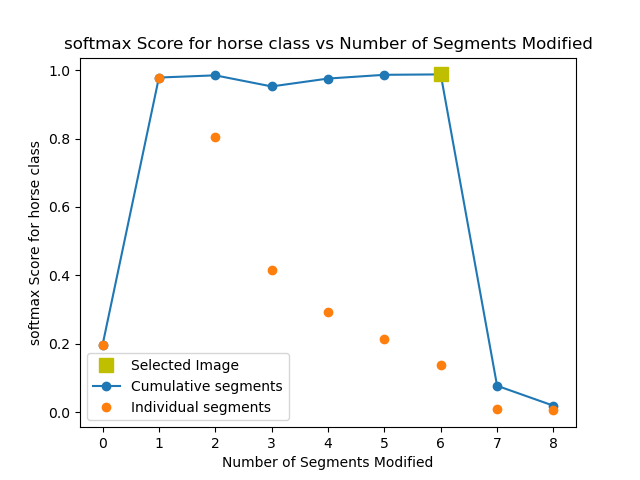 softmax Score for horse class vs Number of Segments Modified
1.0
0.8
0.6
0.4
0.2
0.0
softmax Score for horse class
Selected Image
Cumulative segments
Individual segments
0 1 2 3 4 5 6 7 8
Number of Segments Modified